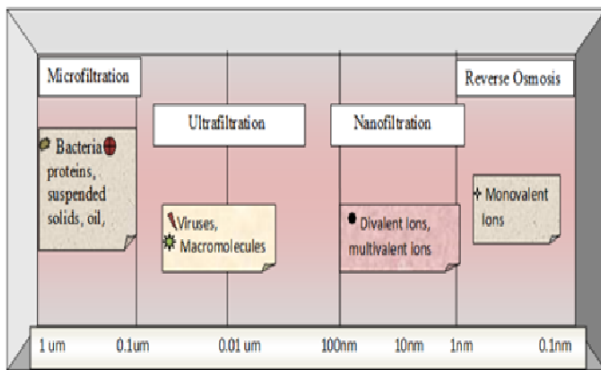 Microfiltration
Reverse Osmosis
Ultrafiltration
Nanofiltration
Bacteria
proteins,
suspended
solids, oil,
Viruses,
Macromolecules
Divalent Ions,
multivalent ions
Monovalent
Ions
1 um 0.1um 0.01 um 100nm 10nm 1nm 0.1nm